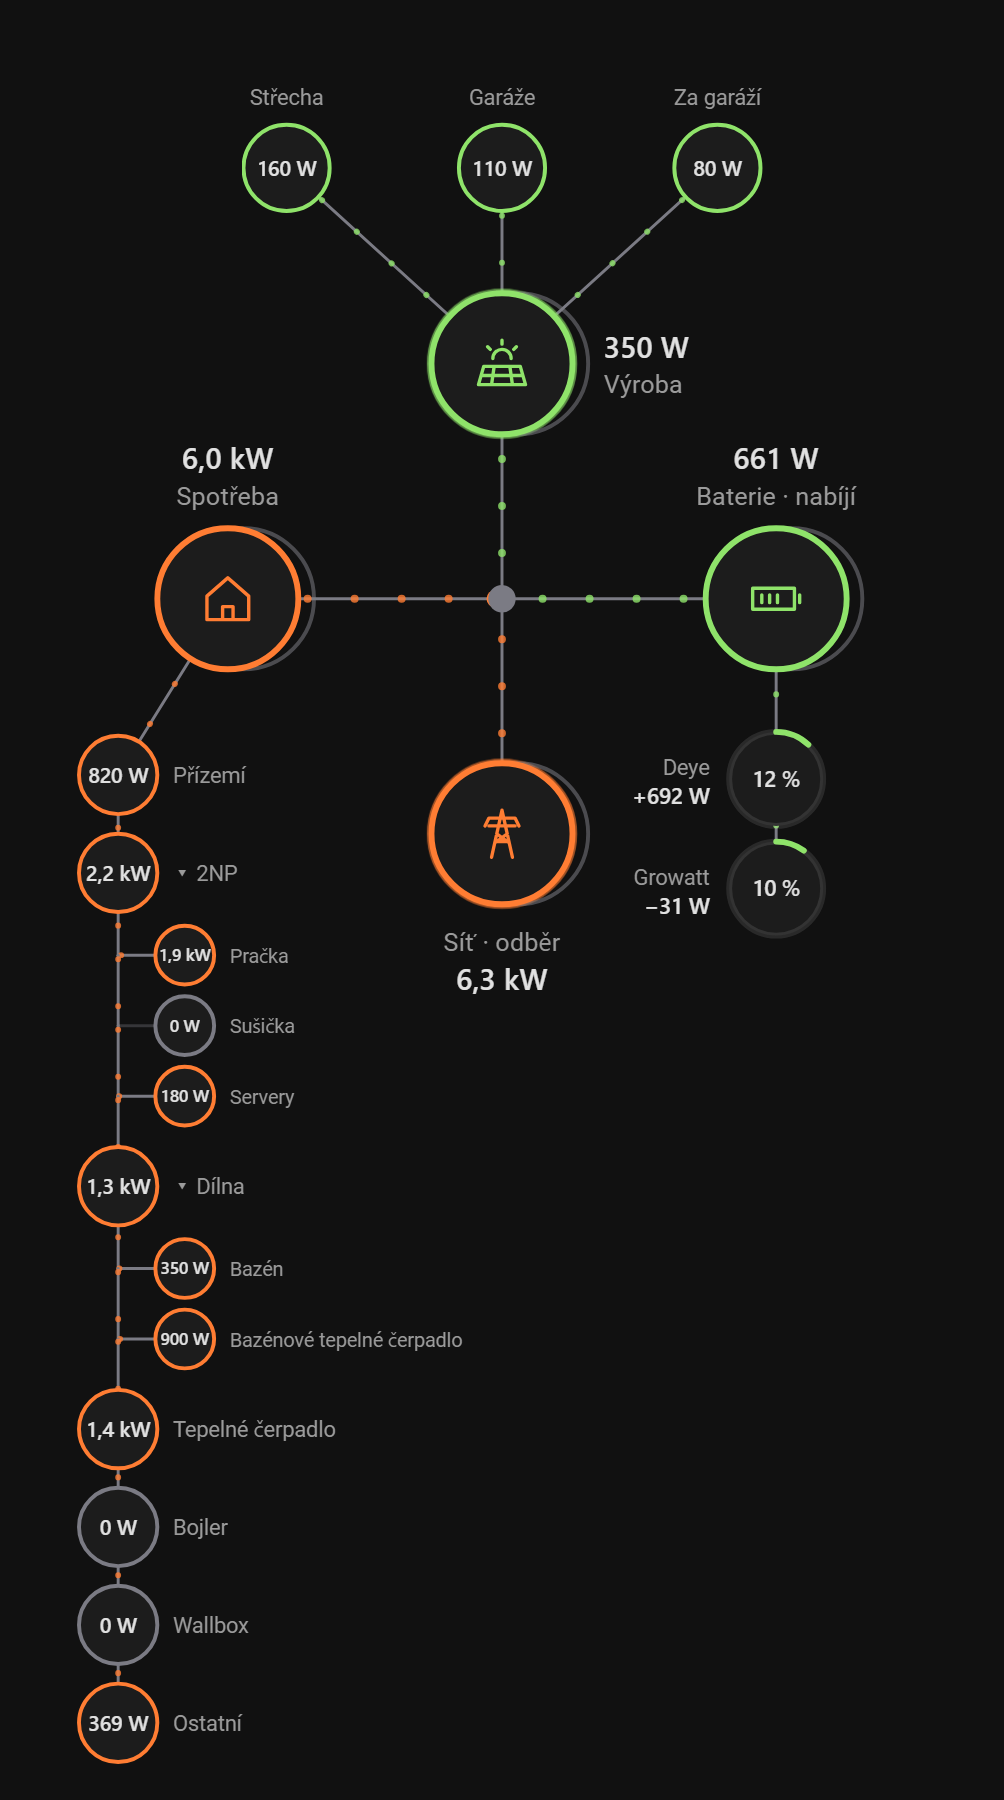 Střecha
Garáže
Za garáží
160 W
110 W
80 W
350 W
Výroba
6,0 kW
Spotřeba
661 W
Baterie · nabíjí
820 W
Přízemí
Deye
+692 W
12 %
2,2 kW
▾ 2NP
Growatt
−31 W
10 %
Síť · odběr
6,3 kW
1,9 kW
Pračka
0 W
Sušička
180 W
Servery
1,3 kW
▾ Dílna
350 W
Bazén
900 W
Bazénové tepelné čerpadlo
1,4 kW
Tepelné čerpadlo
0 W
Bojler
0 W
Wallbox
369 W
Ostatní